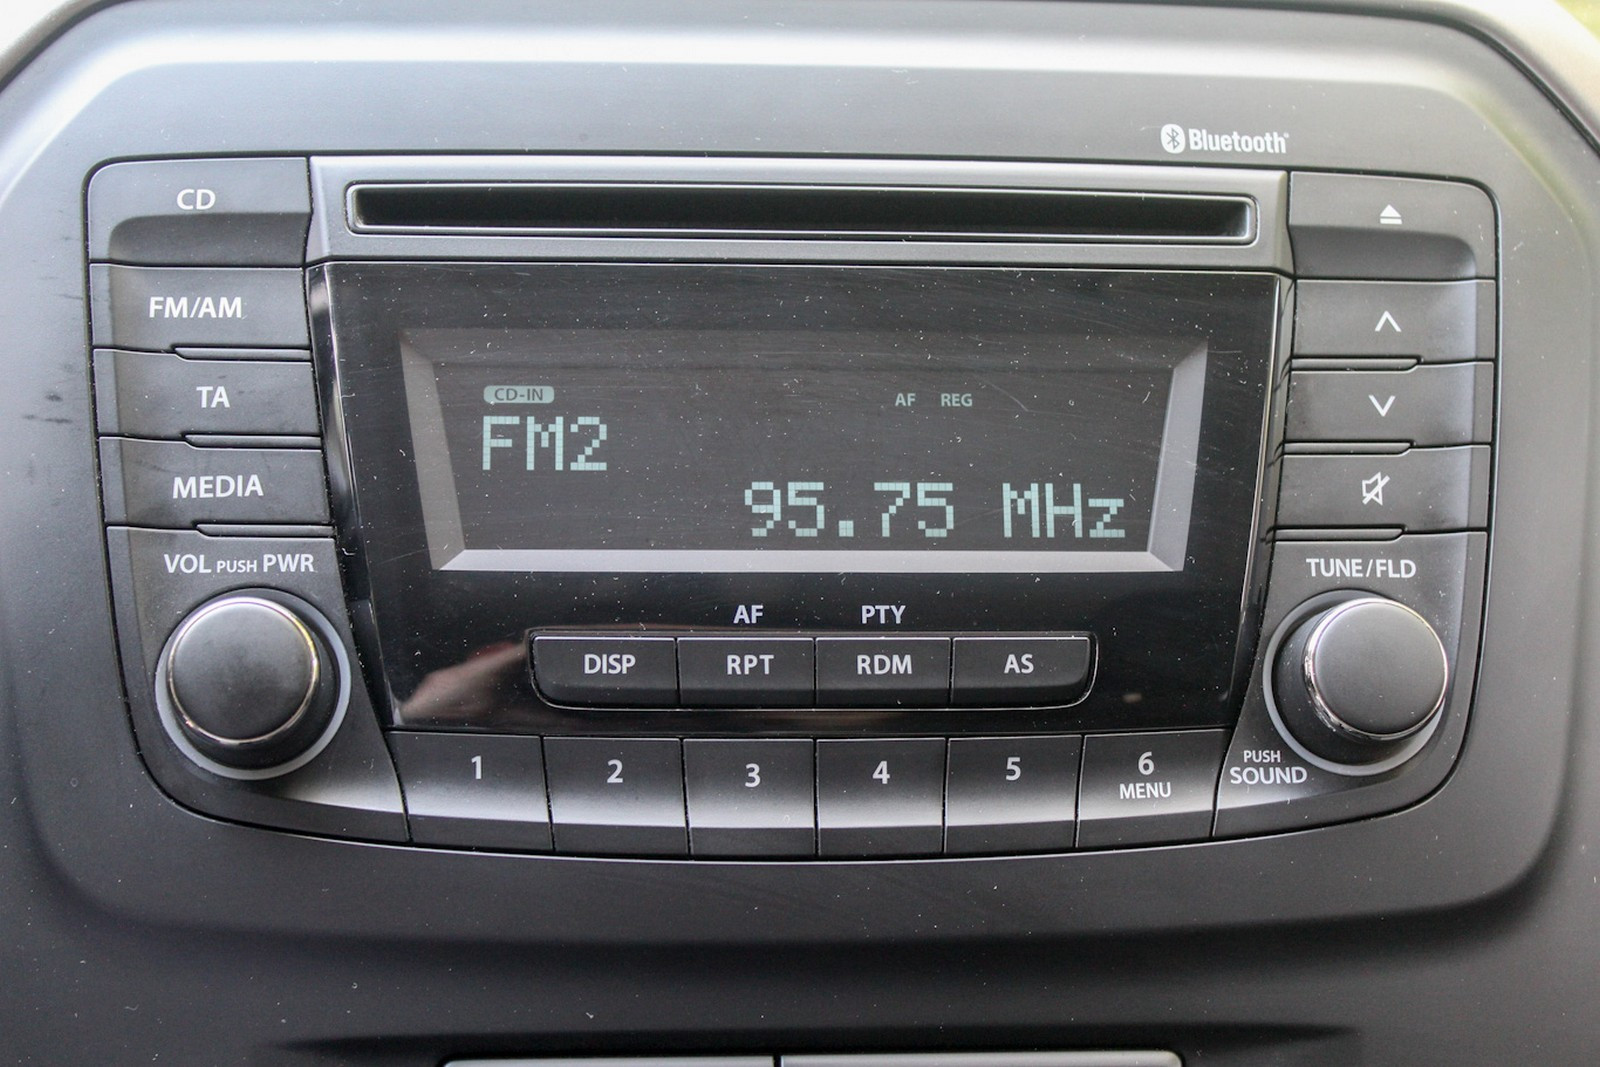 Bluetooth®
CD
FM/AM
TA
MEDIA
VOL PUSH PWR
CD-IN
AF REG
FM2
95.75 MHz
TUNE/FLD
AF PTY
DISP RPT RDM AS
1 2 3 4 5 6
MENU
PUSH
SOUND